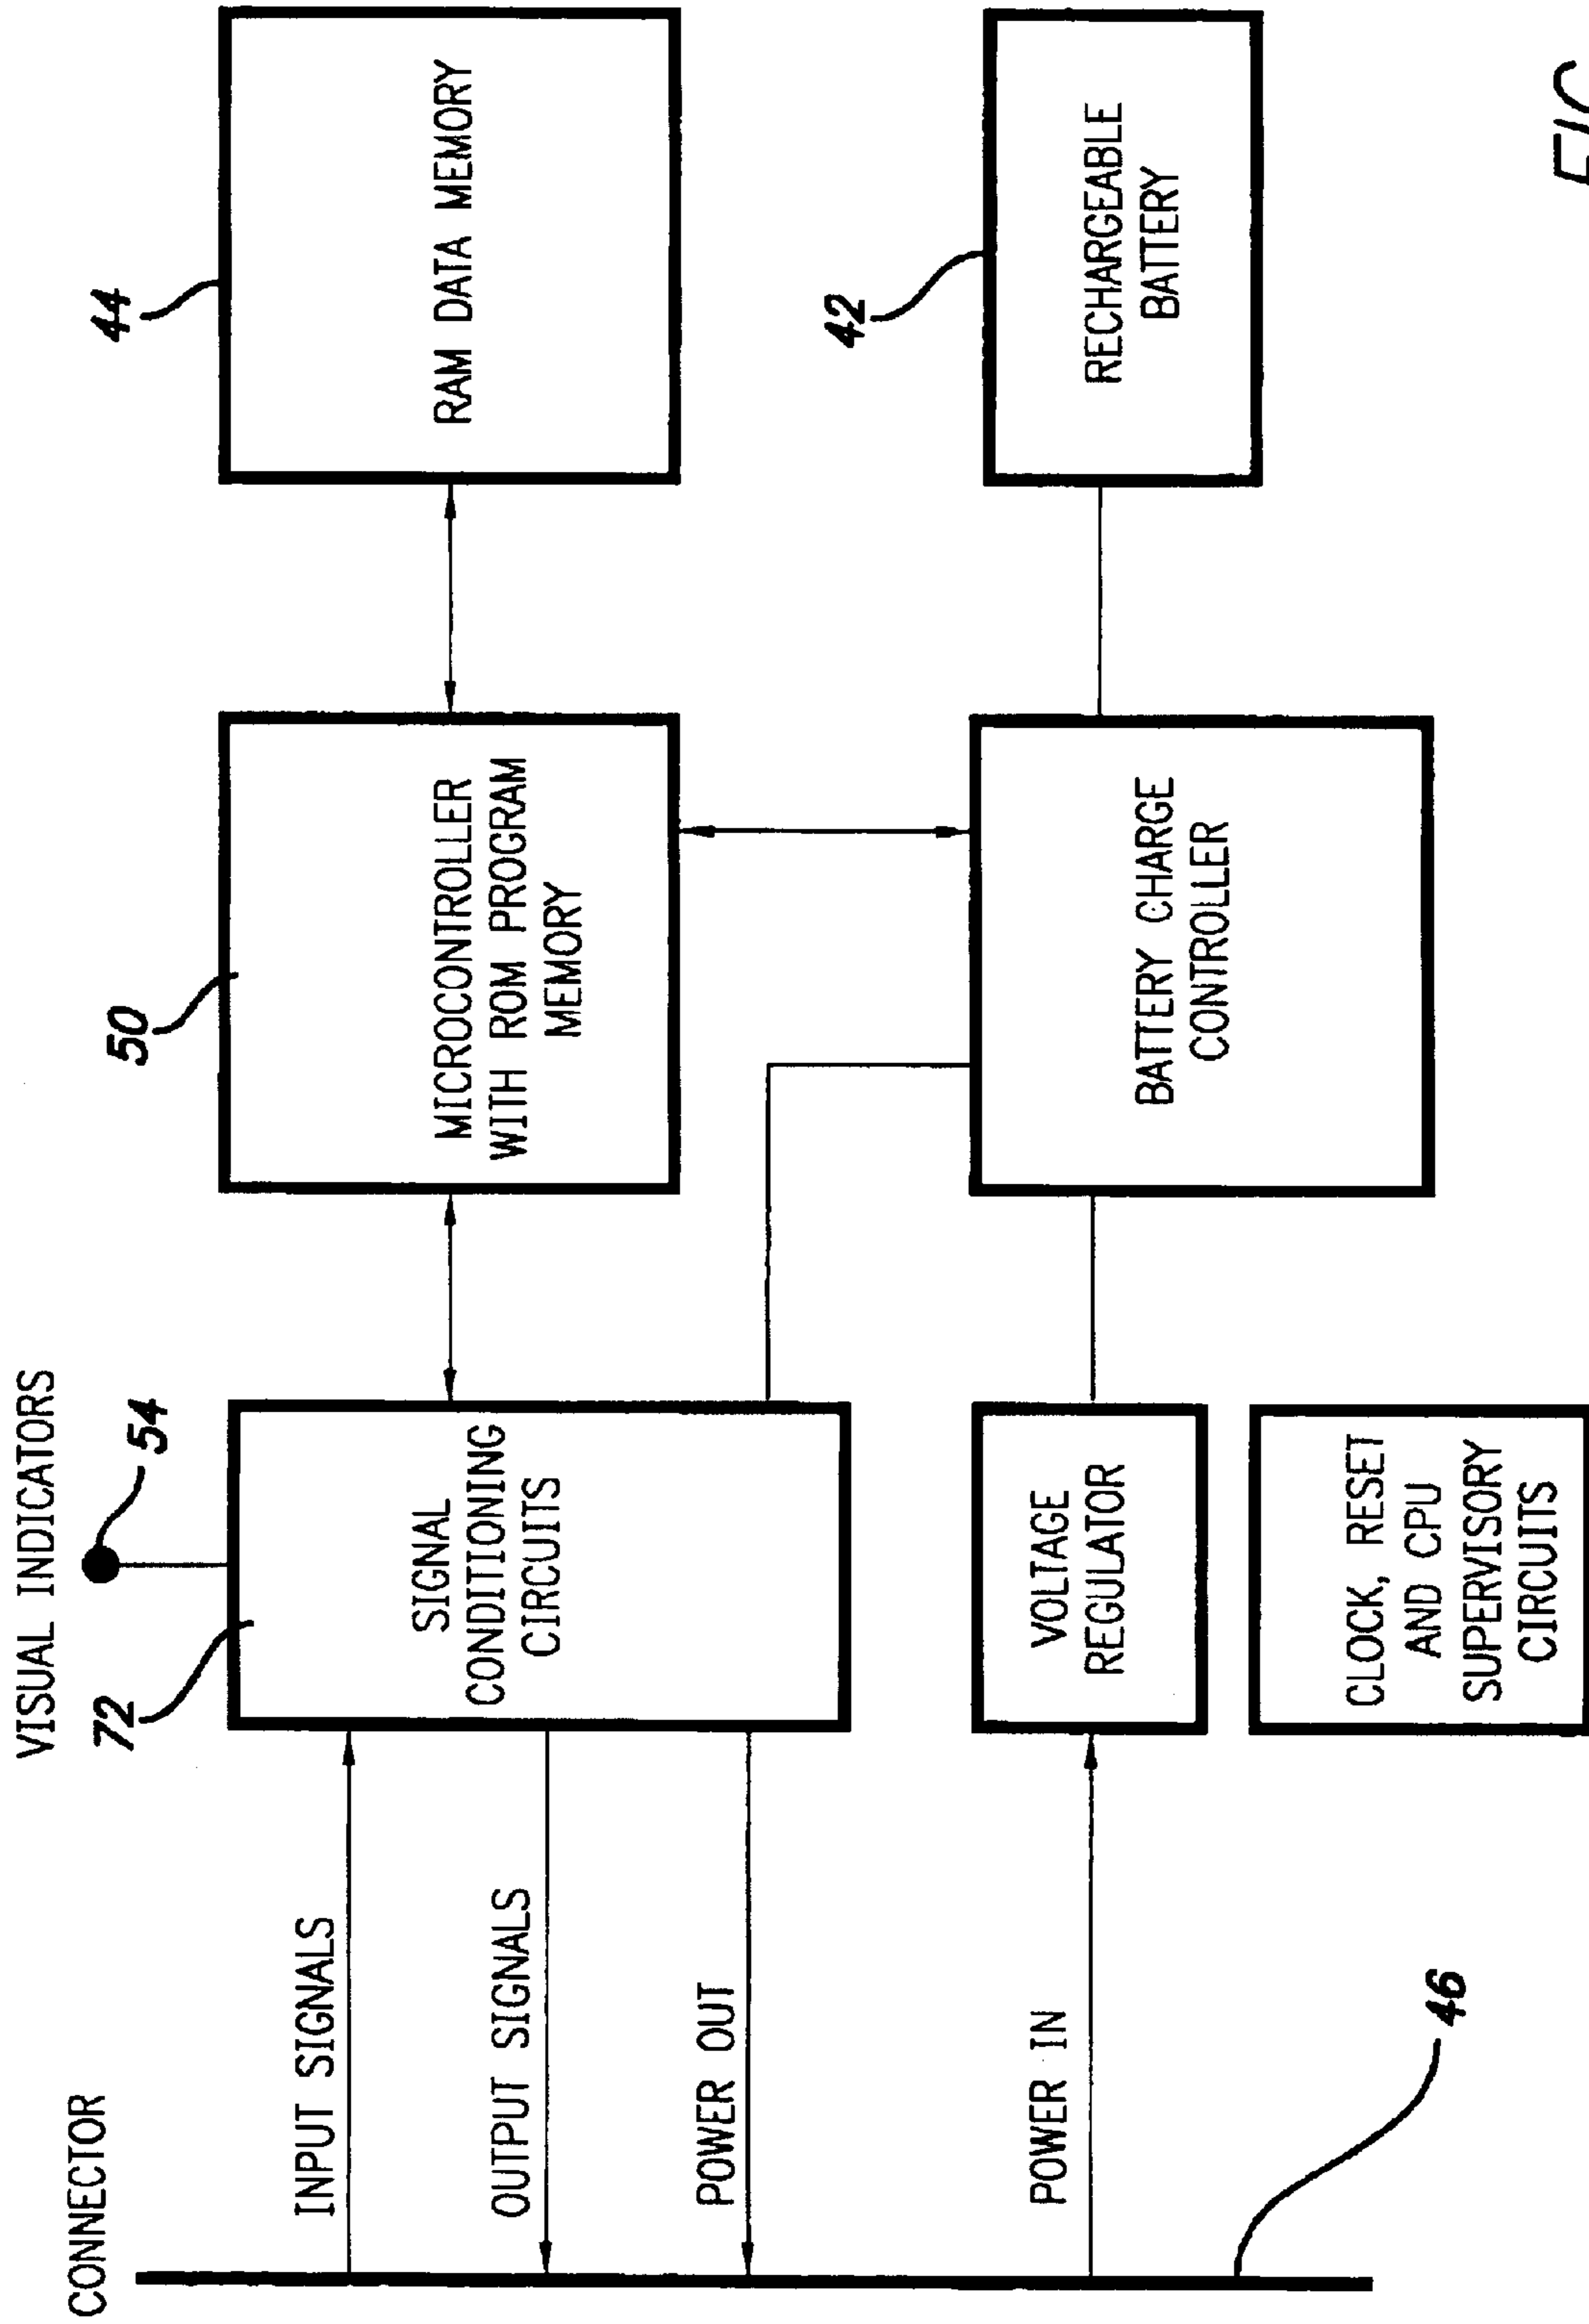 VISUAL INDICATORS
CONNECTOR
54
72
50
44
INPUT SIGNALS
OUTPUT SIGNALS
POWER OUT
SIGNAL
CONDITIONING
CIRCUITS
MICROCONTROLLER
WITH ROM PROGRAM
MEMORY
RAM DATA MEMORY
42
POWER IN
VOLTAGE
REGULATOR
BATTERY CHARGE
CONTROLLER
RECHARGEABLE
BATTERY
46
CLOCK, RESET
AND CPU
SUPERVISORY
CIRCUITS